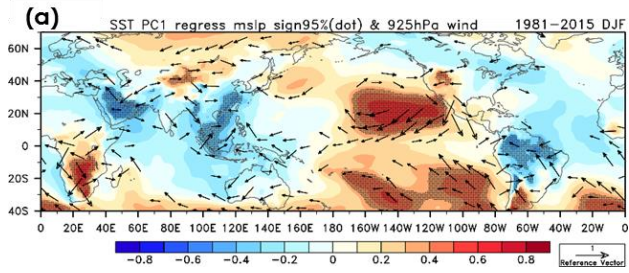 (a)
SST PC1 regress mslp sign95%(dot) & 925hPa wind 1981-2015 DJF
60N
40N
20N
0
20S
40S
0 20E 40E 60E 80E 100E 120E 140E 160E 180 160W 140W 120W 100W 80W 60W 40W 20W 0
-0.8 -0.6 -0.4 -0.2 0 0.2 0.4 0.6 0.8
1
Reference Vector